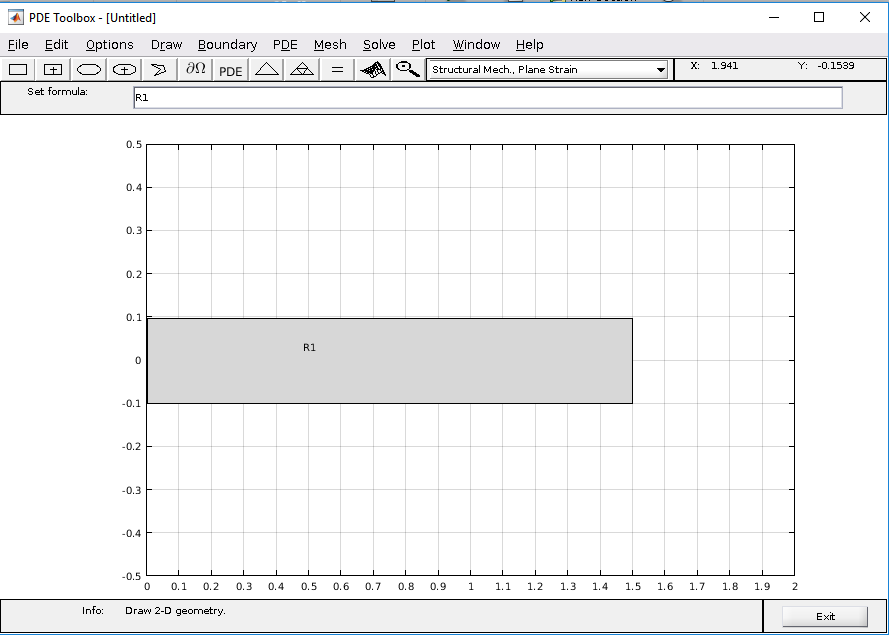 PDE Toolbox - [Untitled]
File Edit Options Draw Boundary PDE Mesh Solve Plot Window Help
∂Ω PDE = Structural Mech., Plane Strain X: 1.941 Y: -0.1539
Set formula: R1
0.5
0.4
0.3
0.2
0.1
R1
0
-0.1
-0.2
-0.3
-0.4
-0.5
0 0.1 0.2 0.3 0.4 0.5 0.6 0.7 0.8 0.9 1 1.1 1.2 1.3 1.4 1.5 1.6 1.7 1.8 1.9 2
Info: Draw 2-D geometry.
Exit